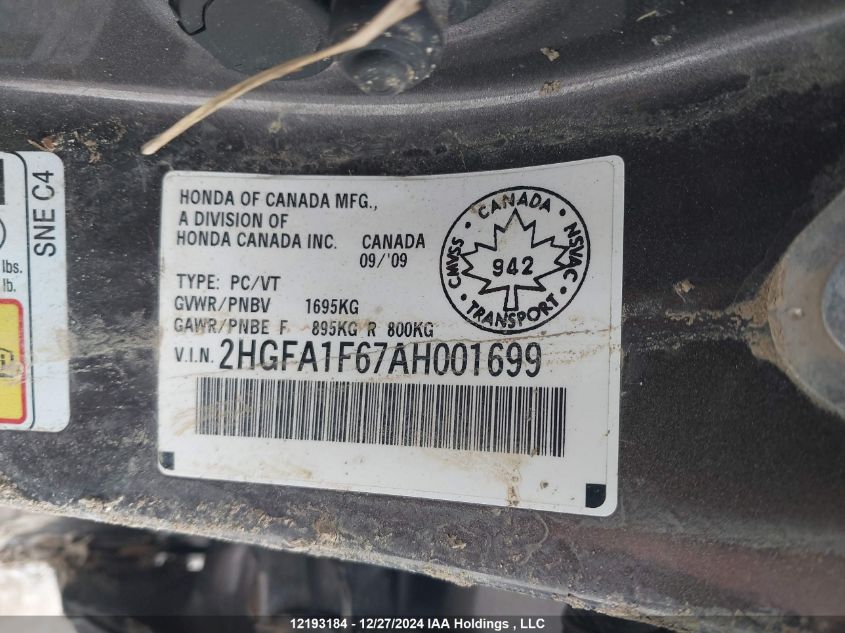 SNE C4
lbs.
lb.
HONDA OF CANADA MFG.,
A DIVISION OF
HONDA CANADA INC. CANADA
09/'09
TYPE: PC/VT
GVWR/PNBV 1695KG
GAWR/PNBE F 895KG R 800KG
V.I.N. 2HGFA1F67AH001699
CMVSS • CANADA • NSVAC
942
• TRANSPORT •
12193184 - 12/27/2024 IAA Holdings , LLC